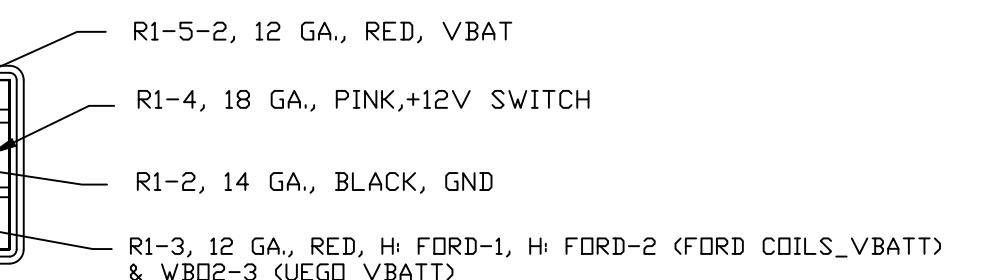 R1-5-2, 12 GA., RED, VBAT
R1-4, 18 GA., PINK,+12V SWITCH
R1-2, 14 GA., BLACK, GND
R1-3, 12 GA., RED, H: FORD-1, H: FORD-2 (FORD COILS_VBATT)
& WBO2-3 (UEGO VBATT)